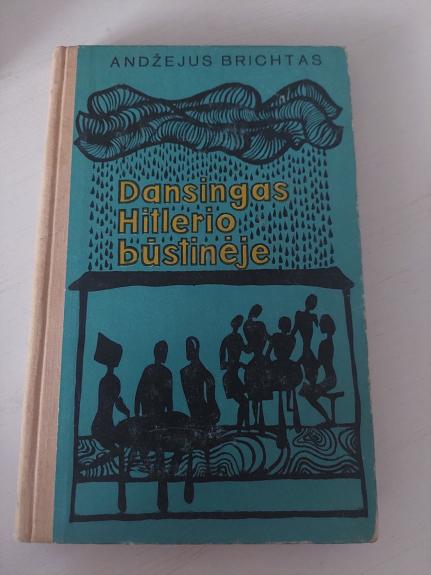 ANDŽEJUS BRICHTAS
Dansingas
Hitlerio
būstinėje